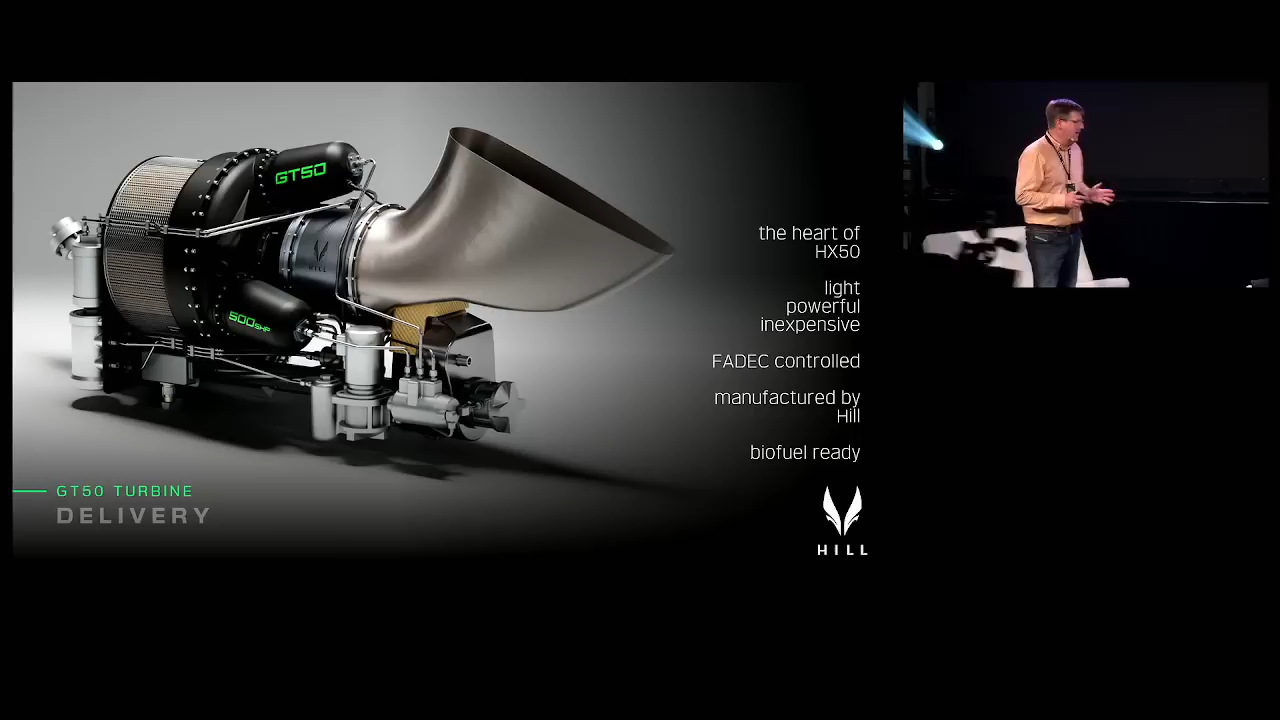 GT50
HILL
500SHP
the heart of
HX50
light
powerful
inexpensive
FADEC controlled
manufactured by
Hill
biofuel ready
GT50 TURBINE
DELIVERY
HILL